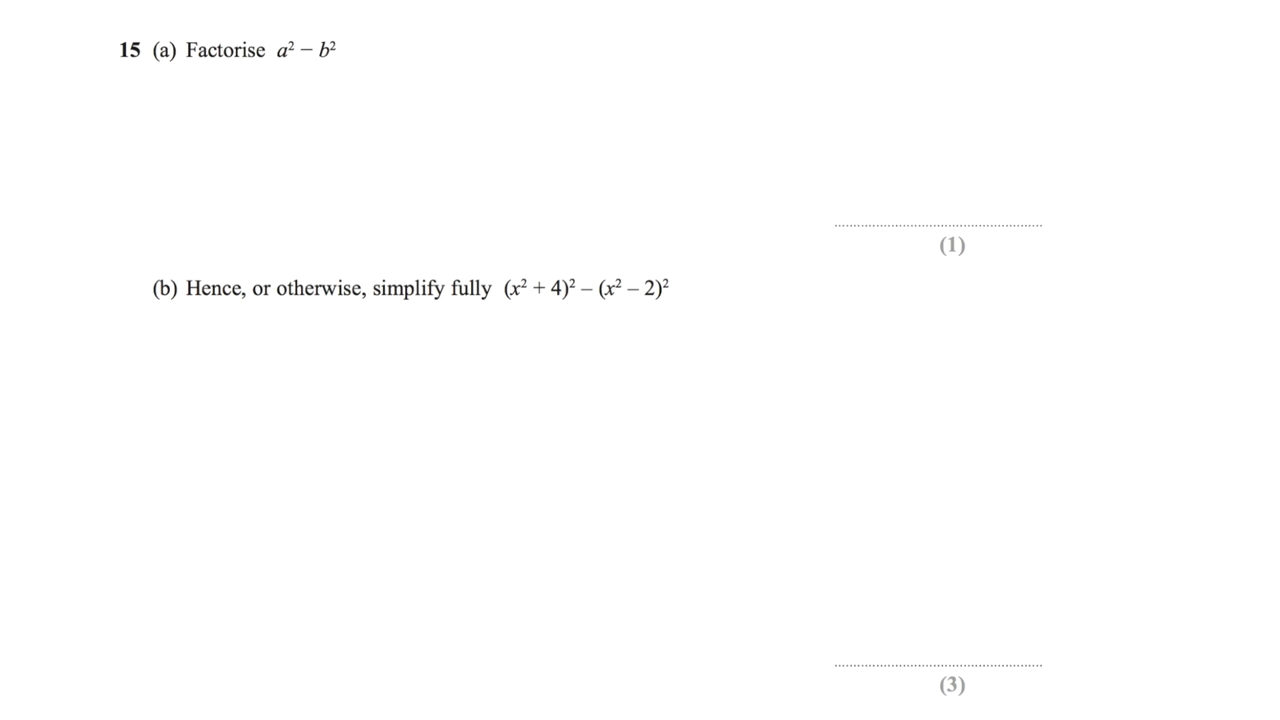 15 (a) Factorise a² − b²
(1)
(b) Hence, or otherwise, simplify fully (x² + 4)² – (x² – 2)²
(3)